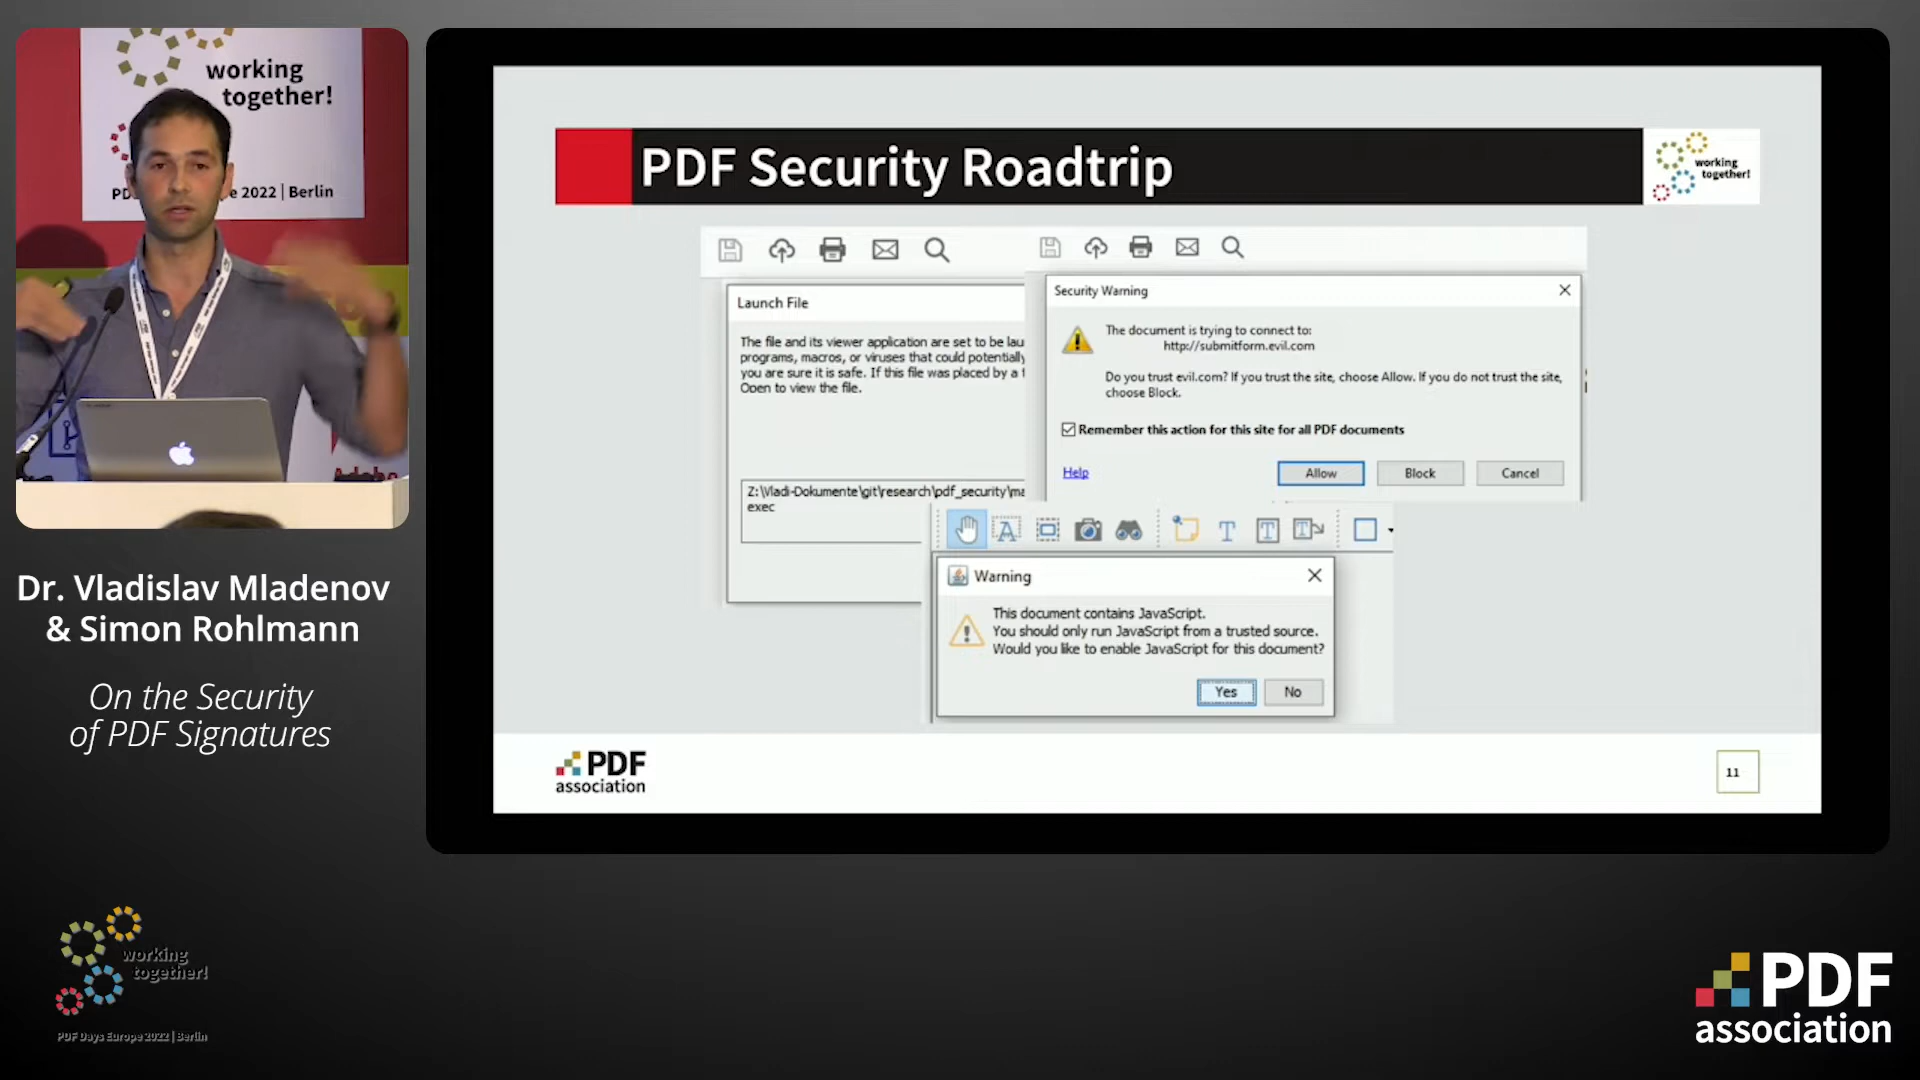 working
together!
PD
e 2022 | Berlin
Adobe
Dr. Vladislav Mladenov
& Simon Rohlmann
On the Security
of PDF Signatures
working
together!
PDF Days Europe 2022 | Berlin
PDF Security Roadtrip
working
together!
Launch File
The file and its viewer application are set to be lau
programs, macros, or viruses that could potentially
you are sure it is safe. If this file was placed by a t
Open to view the file.
Z:\Vladi-Dokumente\git\research\pdf_security\ma
exec
Security Warning
The document is trying to connect to:
http://submitform.evil.com
Do you trust evil.com? If you trust the site, choose Allow. If you do not trust the site,
choose Block.
Remember this action for this site for all PDF documents
Help
Allow
Block
Cancel
Warning
This document contains JavaScript.
You should only run JavaScript from a trusted source.
Would you like to enable JavaScript for this document?
Yes
No
PDF
association
11
PDF
association